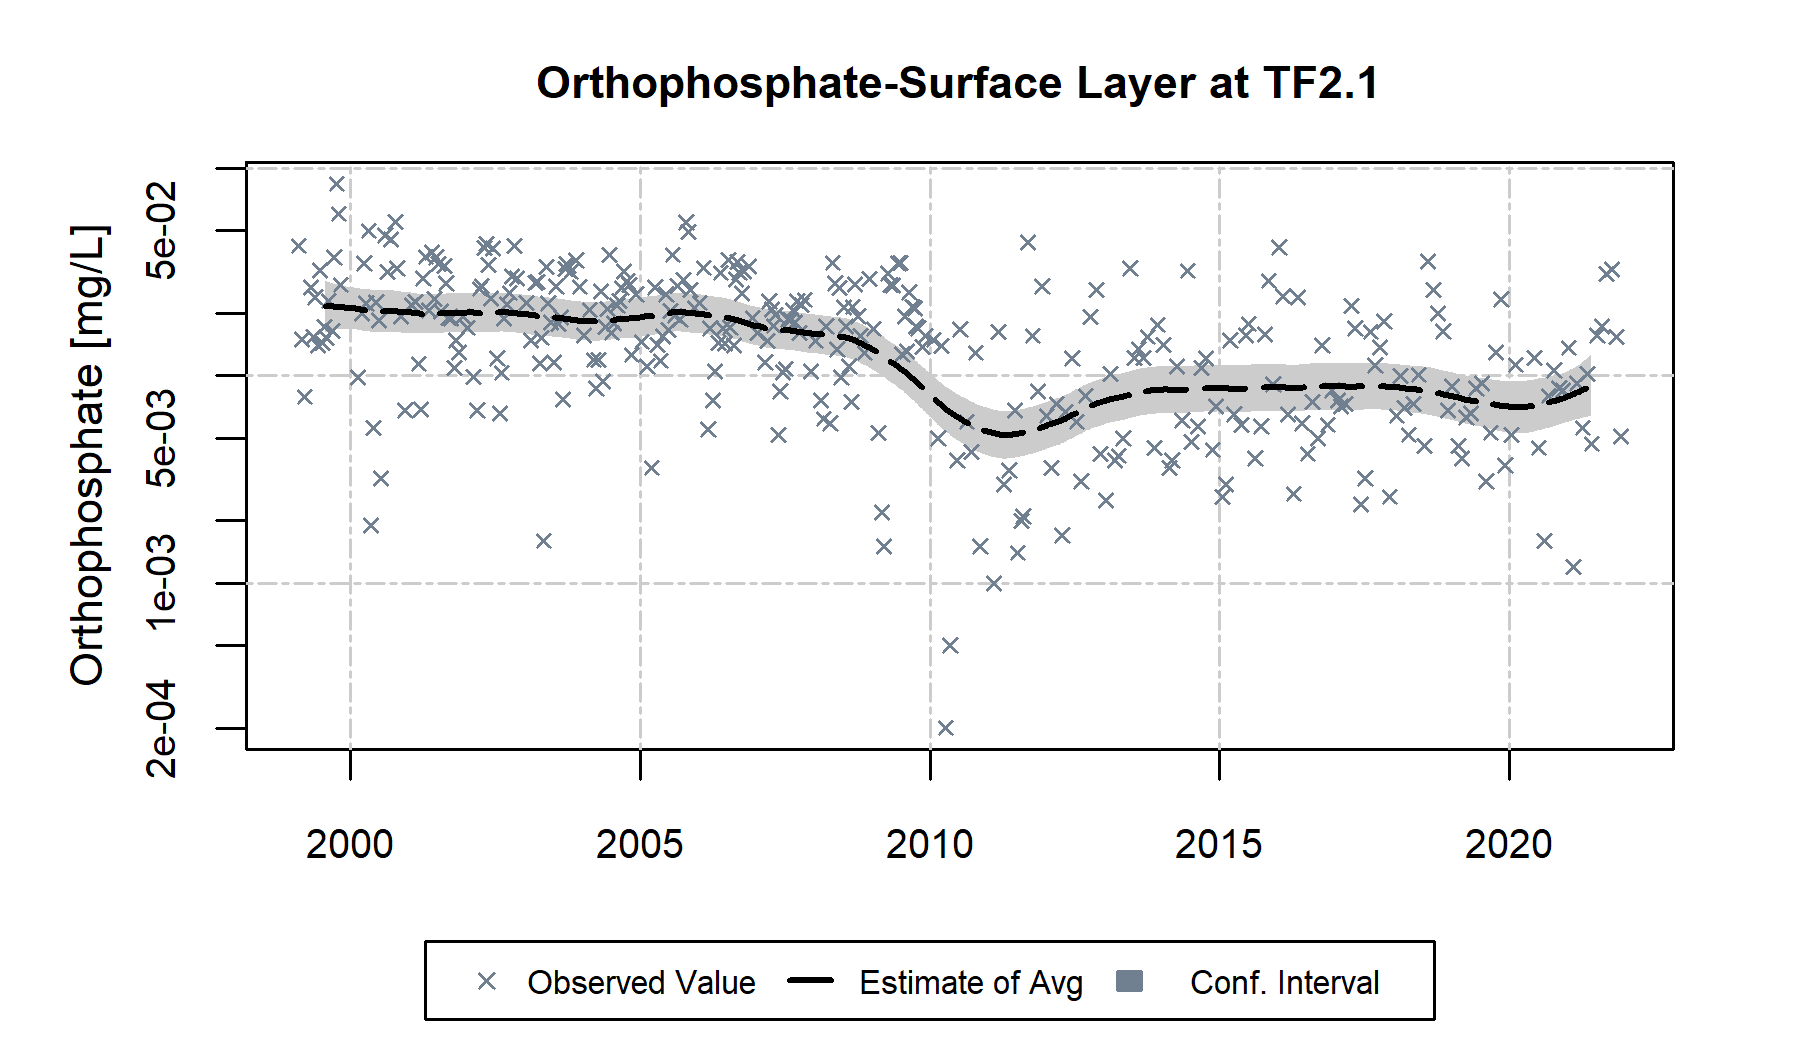 Orthophosphate-Surface Layer at TF2.1
Orthophosphate [mg/L]
5e-02
5e-03
1e-03
2e-04
2000 2005 2010 2015 2020
Observed Value Estimate of Avg Conf. Interval